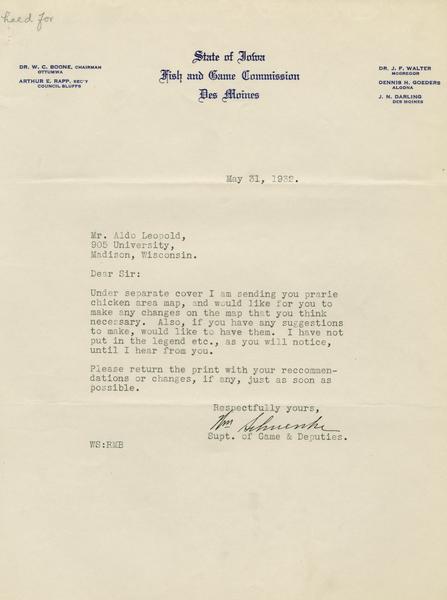 for
State of Iowa
Fish and Game Commission
Des Moines
DR. W. C. BOONE, CHAIRMAN
OTTUMWA
ARTHUR E. RAPP, SEC'Y
COUNCIL BLUFFS
DR. J. F. WALTER
MCGREGOR
DENNIS H. GOEDERS
ALGONA
J. N. DARLING
DES MOINES
May 31, 1932.
Mr. Aldo Leopold,
905 University,
Madison, Wisconsin.
Dear Sir:
Under separate cover I am sending you prarie
chicken area map, and would like for you to
make any changes on the map that you think
necessary. Also, if you have any suggestions
to make, would like to have them. I have not
put in the legend etc., as you will notice,
until I hear from you.
Please return the print with your reccommen-
dations or changes, if any, just as soon as
possible.
Respectfully yours,
Wm Schuenke
Supt. of Game & Deputies.
WS:RMB